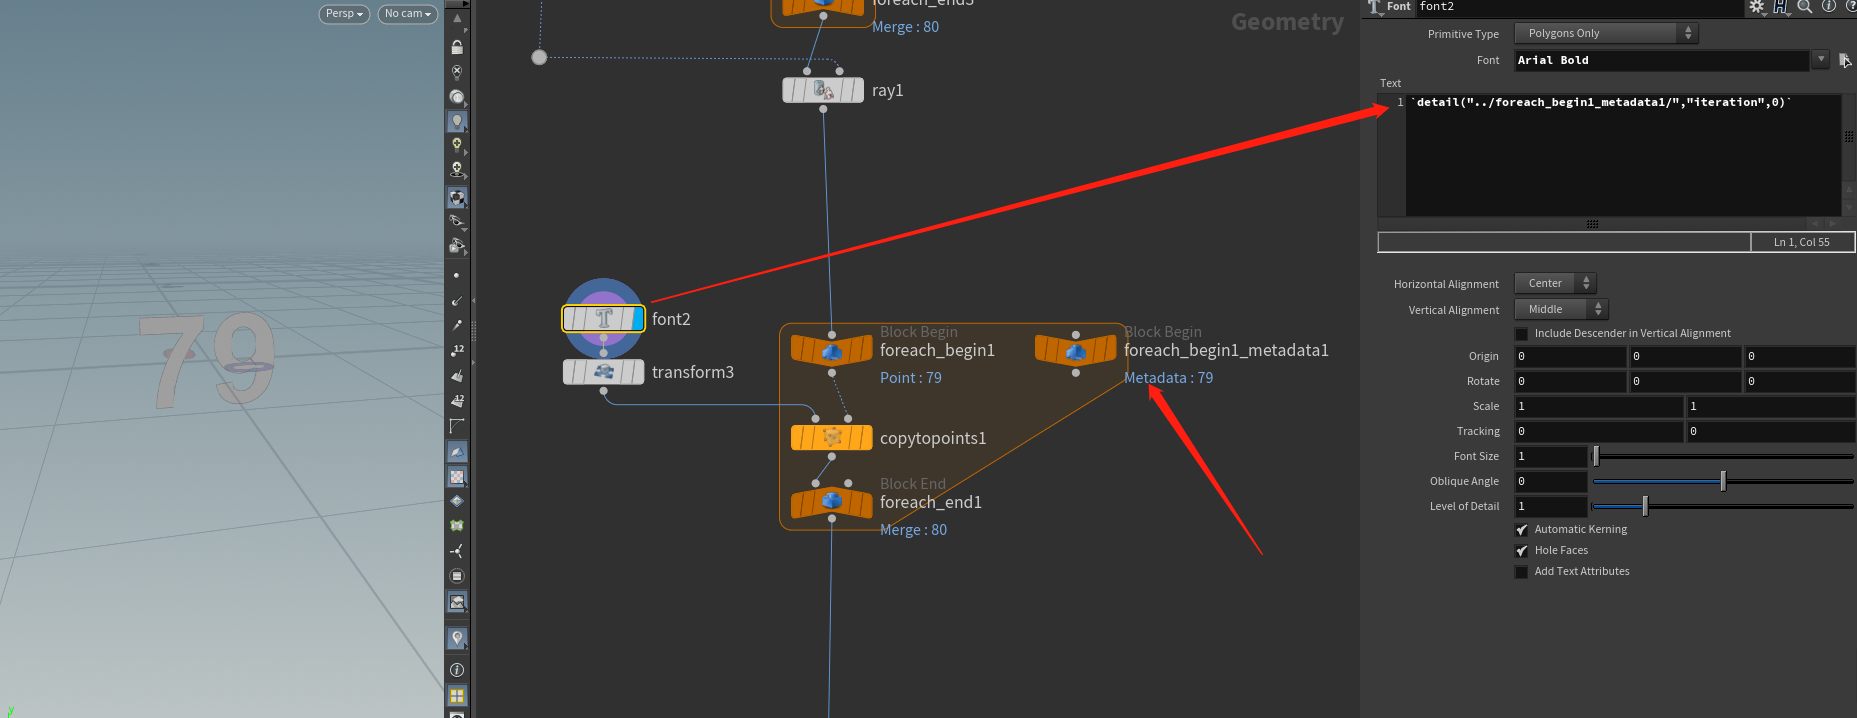 Persp
No cam
79
12
12
y
foreach_end3
Merge : 80
Geometry
ray1
font2
transform3
Block Begin
foreach_begin1
Point : 79
Block Begin
foreach_begin1_metadata1
Metadata : 79
copytopoints1
Block End
foreach_end1
Merge : 80
Font font2
Primitive Type Polygons Only
Font Arial Bold
Text
1 `detail("../foreach_begin1_metadata1/","iteration",0)`
Ln 1, Col 55
Horizontal Alignment Center
Vertical Alignment Middle
Include Descender in Vertical Alignment
Origin 0 0 0
Rotate 0 0 0
Scale 1 1
Tracking 0 0
Font Size 1
Oblique Angle 0
Level of Detail 1
Automatic Kerning
Hole Faces
Add Text Attributes